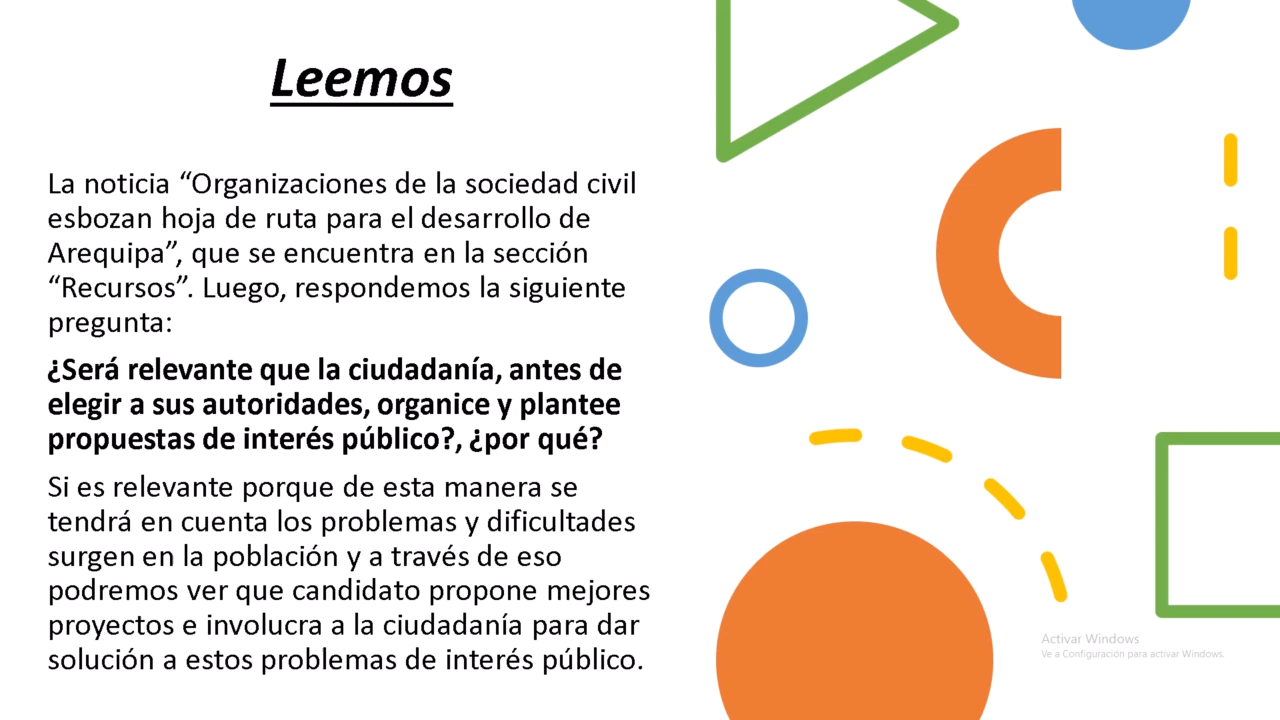 Leemos
La noticia “Organizaciones de la sociedad civil
esbozan hoja de ruta para el desarrollo de
Arequipa”, que se encuentra en la sección
“Recursos”. Luego, respondemos la siguiente
pregunta:
¿Será relevante que la ciudadanía, antes de
elegir a sus autoridades, organice y plantee
propuestas de interés público?, ¿por qué?
Si es relevante porque de esta manera se
tendrá en cuenta los problemas y dificultades
surgen en la población y a través de eso
podremos ver que candidato propone mejores
proyectos e involucra a la ciudadanía para dar
solución a estos problemas de interés público.
Activar Windows
Ve a Configuración para activar Windows.